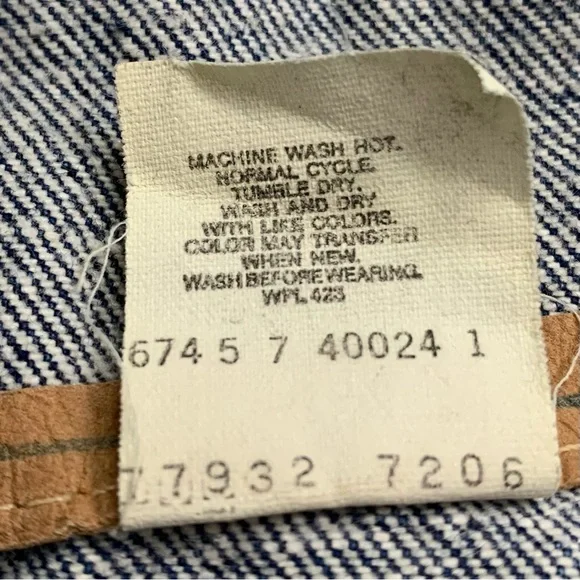 MACHINE WASH HOT.
NORMAL CYCLE.
TUMBLE DRY.
WASH AND DRY
WITH LIKE COLORS.
COLOR MAY TRANSFER
WHEN NEW.
WASH BEFORE WEARING.
WPL 423
674 5 7 40024 1
77932 7206